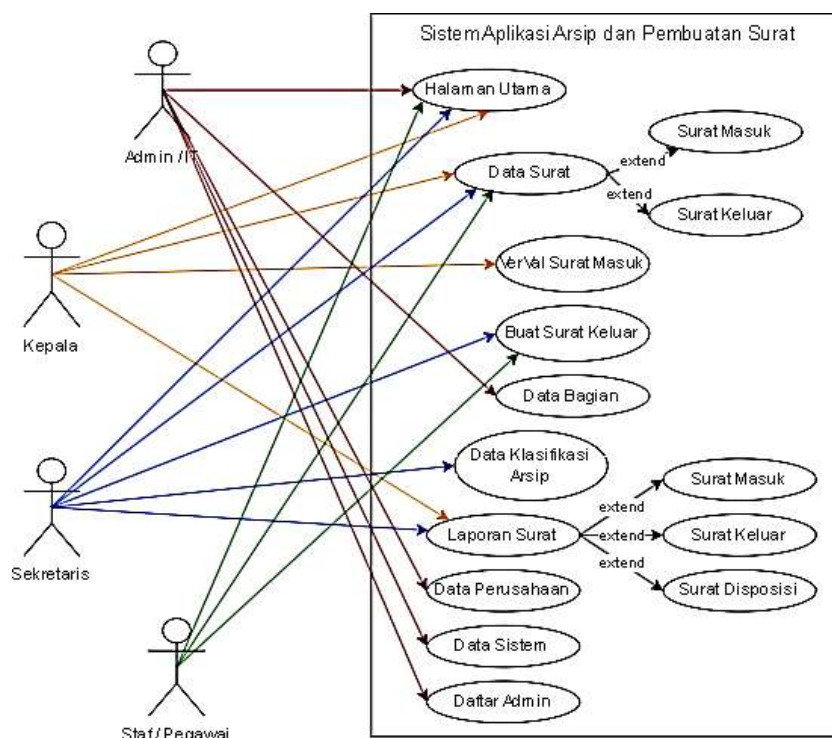 Sistem Aplikasi Arsip dan Pembuatan Surat
Admin / IT
Kepala
Sekretaris
Staf / Pegawai
Halaman Utama
Data Surat
extend
Surat Masuk
extend
Surat Keluar
VerVal Surat Masuk
Buat Surat Keluar
Data Bagian
Data Klasifikasi
Arsip
Laporan Surat
extend
Surat Masuk
extend
Surat Keluar
extend
Surat Disposisi
Data Perusahaan
Data Sistem
Daftar Admin